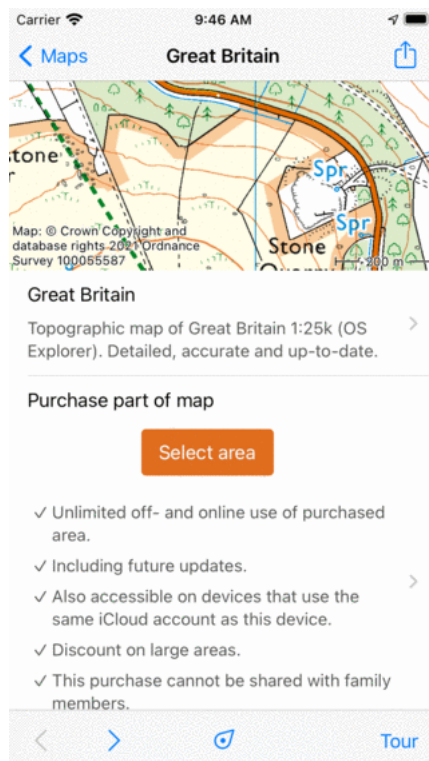 Carrier 9:46 AM
Maps Great Britain
stone
Spr
Map: © Crown Copyright and
database rights 2021 Ordnance
Survey 100055587
Spr
Stone
200 m
Great Britain
Topographic map of Great Britain 1:25k (OS
Explorer). Detailed, accurate and up-to-date.
Purchase part of map
Select area
✓ Unlimited off- and online use of purchased
area.
✓ Including future updates.
✓ Also accessible on devices that use the
same iCloud account as this device.
✓ Discount on large areas.
✓ This purchase cannot be shared with family
members.
Tour